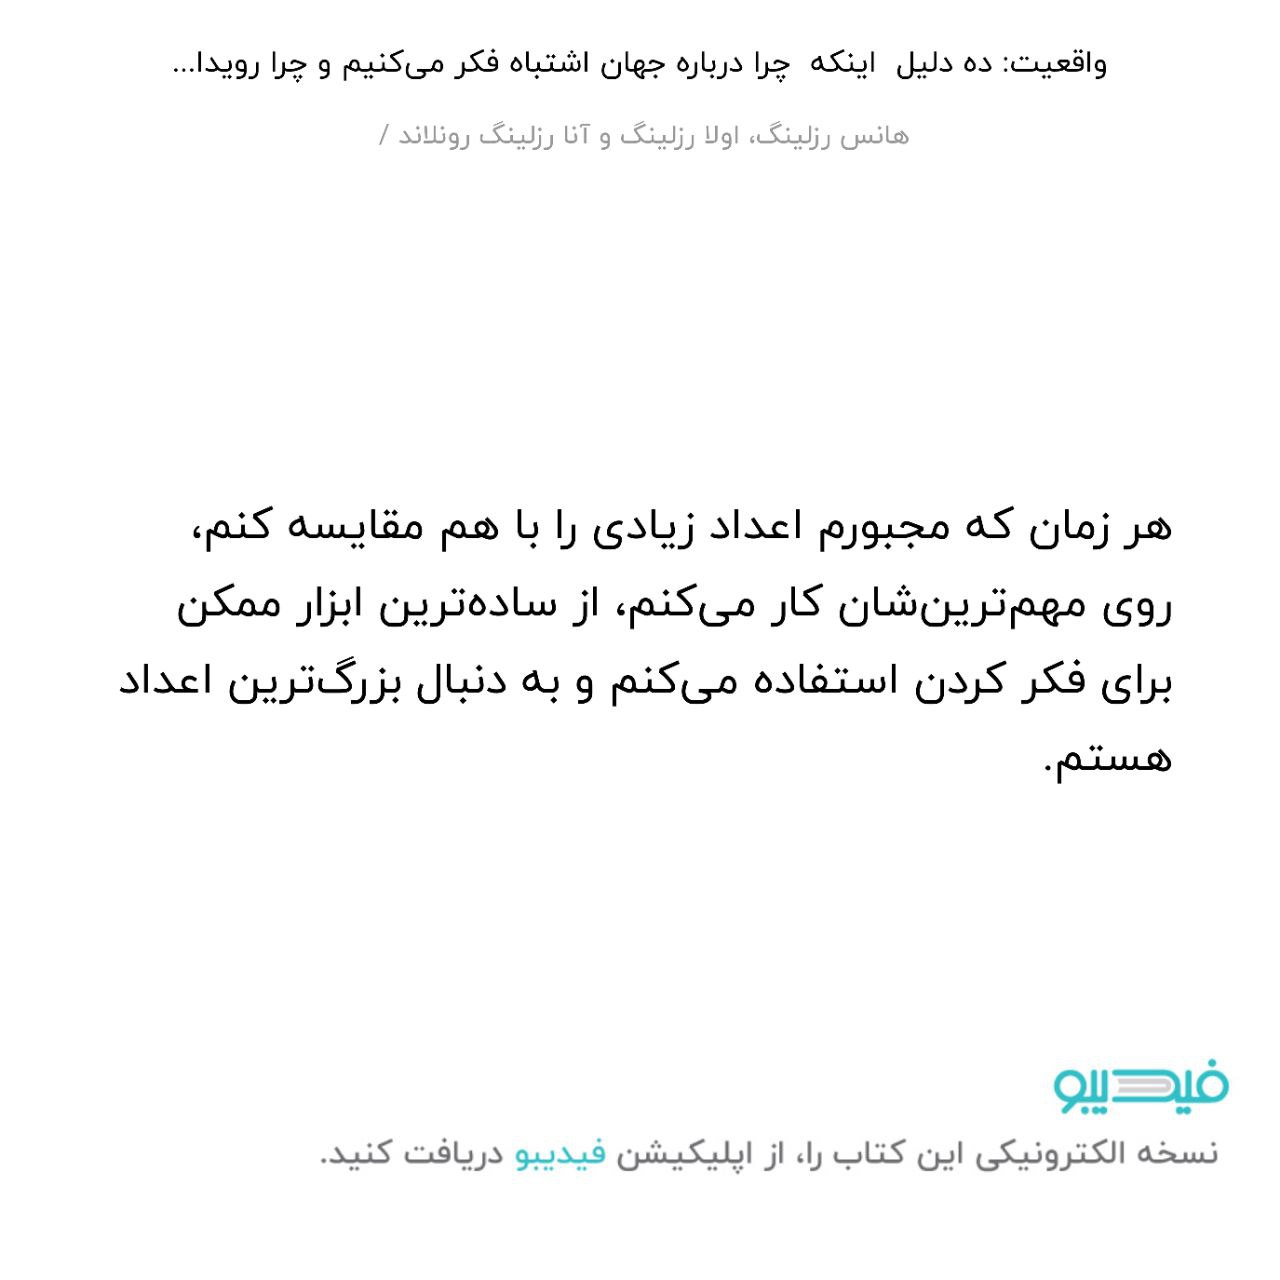 واقعیت: ده دلیل اینکه چرا درباره جهان اشتباه فکر می‌کنیم و چرا رویدا...
هانس رزلینگ، اولا رزلینگ و آنا رزلینگ رونلاند /
هر زمان که مجبورم اعداد زیادی را با هم مقایسه کنم،
روی مهم‌ترین‌شان کار می‌کنم، از ساده‌ترین ابزار ممکن
برای فکر کردن استفاده می‌کنم و به دنبال بزرگ‌ترین اعداد
هستم.
فیدیبو
نسخه الکترونیکی این کتاب را، از اپلیکیشن فیدیبو دریافت کنید.